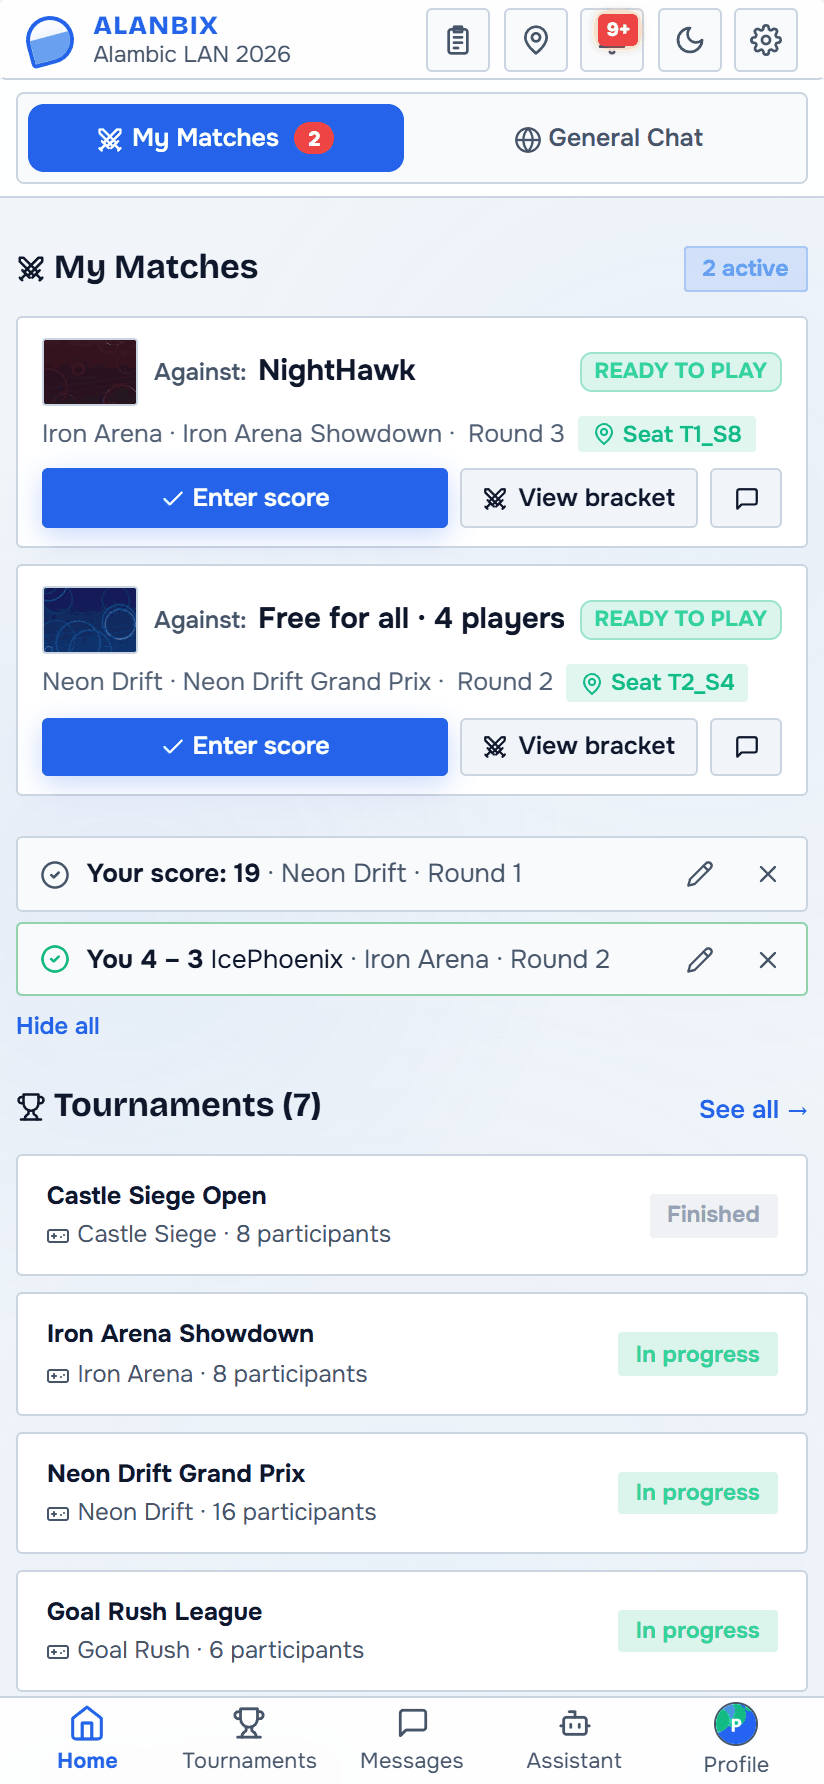 ALANBIX
Alambic LAN 2026
9+
My Matches 2
General Chat
My Matches
2 active
Against: NightHawk
READY TO PLAY
Iron Arena · Iron Arena Showdown · Round 3
Seat T1_S8
Enter score
View bracket
Against: Free for all · 4 players
READY TO PLAY
Neon Drift · Neon Drift Grand Prix · Round 2
Seat T2_S4
Enter score
View bracket
Your score: 19 · Neon Drift · Round 1
You 4 – 3 IcePhoenix · Iron Arena · Round 2
Hide all
Tournaments (7)
See all →
Castle Siege Open
Castle Siege · 8 participants
Finished
Iron Arena Showdown
Iron Arena · 8 participants
In progress
Neon Drift Grand Prix
Neon Drift · 16 participants
In progress
Goal Rush League
Goal Rush · 6 participants
In progress
Home
Tournaments
Messages
Assistant
P
Profile